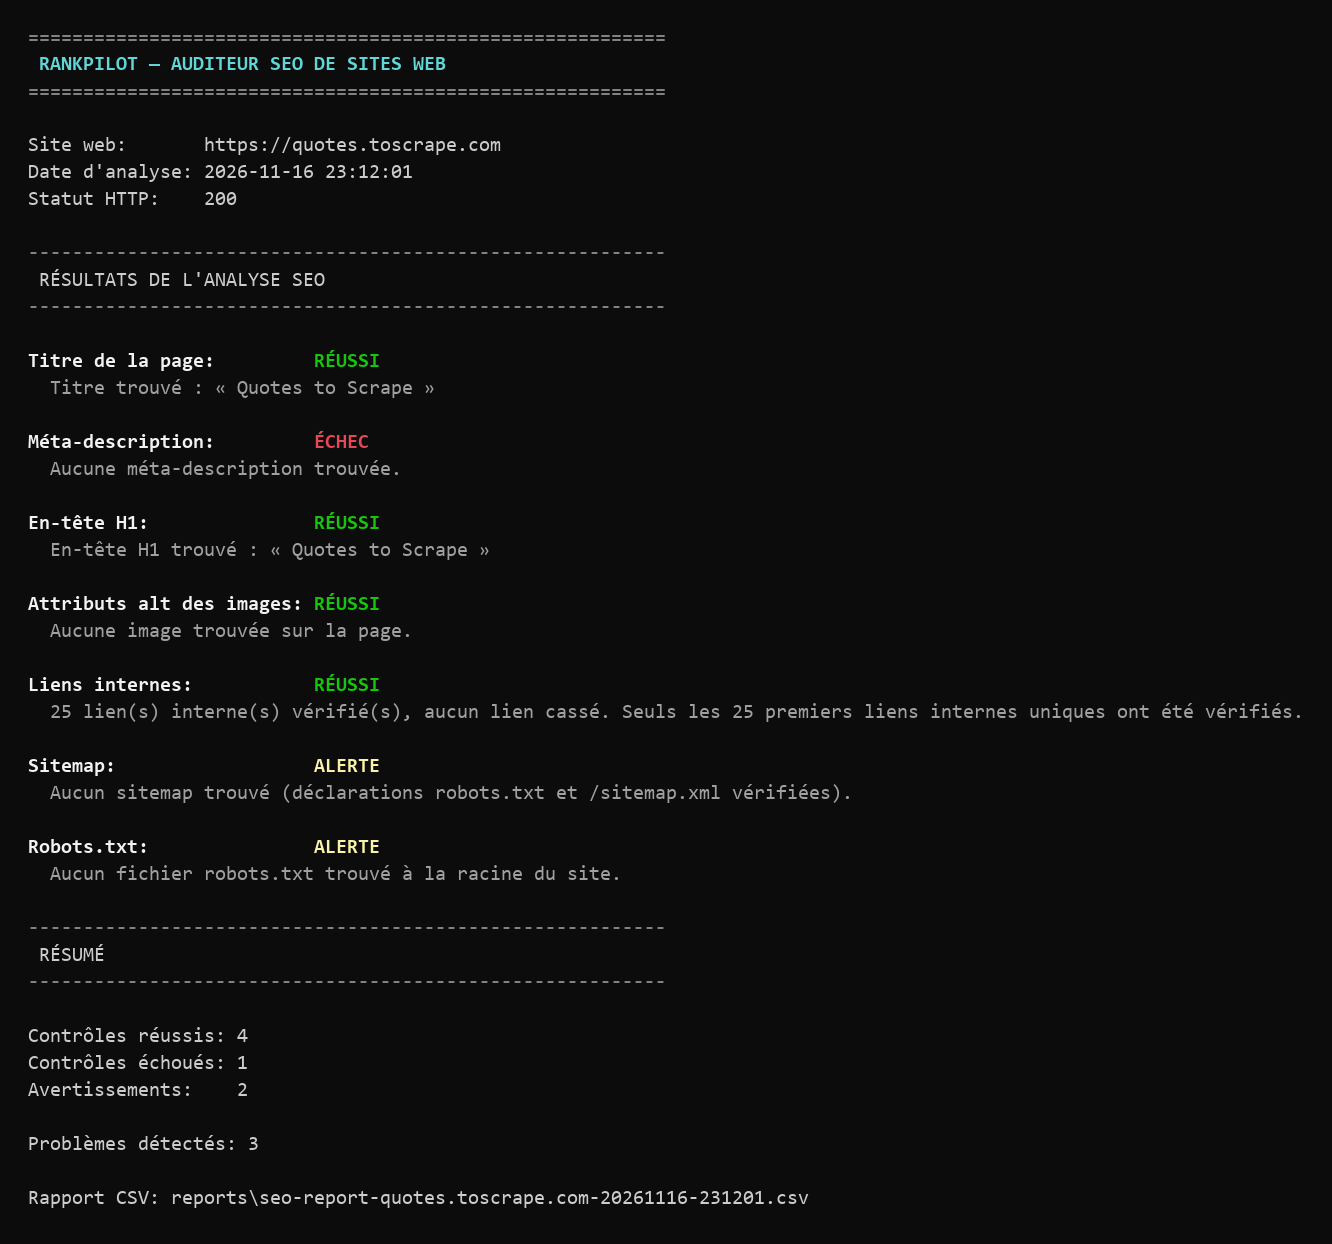 ==========================================================
RANKPILOT — AUDITEUR SEO DE SITES WEB
==========================================================
Site web: https://quotes.toscrape.com
Date d'analyse: 2026-11-16 23:12:01
Statut HTTP: 200
----------------------------------------------------------
RÉSULTATS DE L'ANALYSE SEO
----------------------------------------------------------
Titre de la page: RÉUSSI
Titre trouvé : « Quotes to Scrape »
Méta-description: ÉCHEC
Aucune méta-description trouvée.
En-tête H1: RÉUSSI
En-tête H1 trouvé : « Quotes to Scrape »
Attributs alt des images: RÉUSSI
Aucune image trouvée sur la page.
Liens internes: RÉUSSI
25 lien(s) interne(s) vérifié(s), aucun lien cassé. Seuls les 25 premiers liens internes uniques ont été vérifiés.
Sitemap: ALERTE
Aucun sitemap trouvé (déclarations robots.txt et /sitemap.xml vérifiées).
Robots.txt: ALERTE
Aucun fichier robots.txt trouvé à la racine du site.
----------------------------------------------------------
RÉSUMÉ
----------------------------------------------------------
Contrôles réussis: 4
Contrôles échoués: 1
Avertissements: 2
Problèmes détectés: 3
Rapport CSV: reports\seo-report-quotes.toscrape.com-20261116-231201.csv